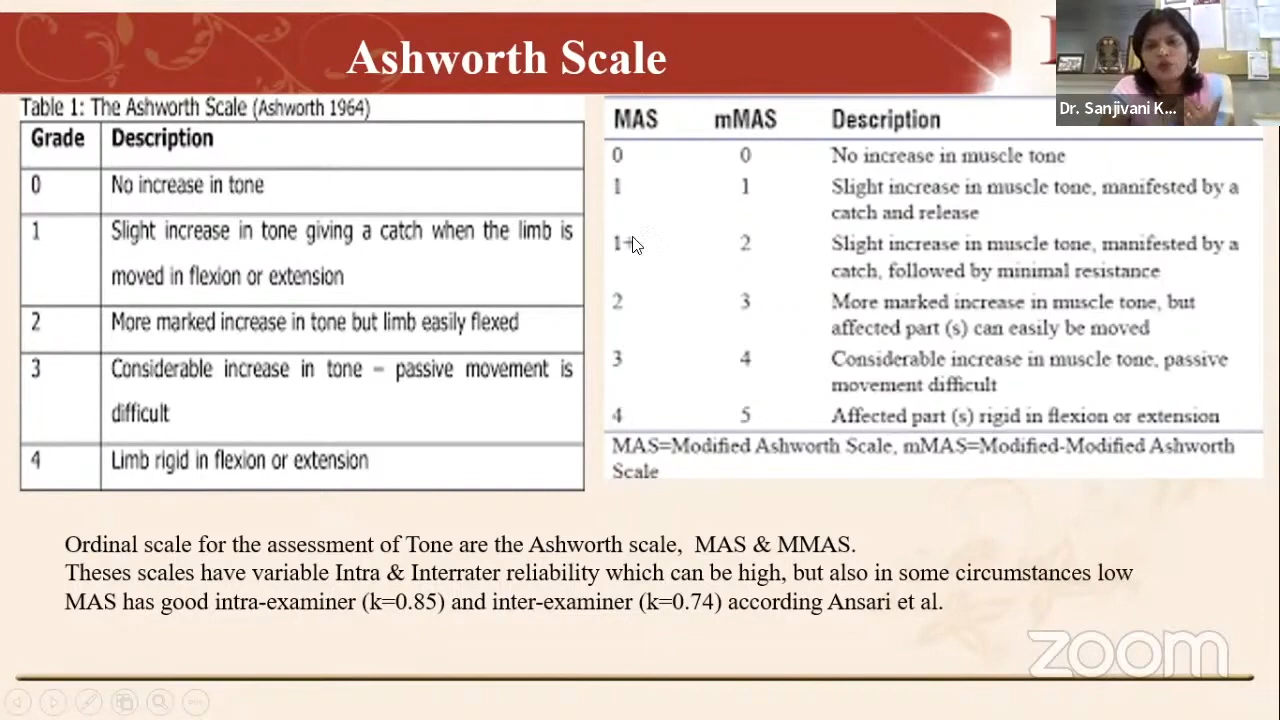 Ashworth Scale
Dr. Sanjivani K...
Table 1: The Ashworth Scale (Ashworth 1964)
Grade Description
0 No increase in tone
1 Slight increase in tone giving a catch when the limb is
moved in flexion or extension
2 More marked increase in tone but limb easily flexed
3 Considerable increase in tone – passive movement is
difficult
4 Limb rigid in flexion or extension
MAS mMAS Description
0 0 No increase in muscle tone
1 1 Slight increase in muscle tone, manifested by a
catch and release
1+ 2 Slight increase in muscle tone, manifested by a
catch, followed by minimal resistance
2 3 More marked increase in muscle tone, but
affected part (s) can easily be moved
3 4 Considerable increase in muscle tone, passive
movement difficult
4 5 Affected part (s) rigid in flexion or extension
MAS=Modified Ashworth Scale, mMAS=Modified-Modified Ashworth
Scale
Ordinal scale for the assessment of Tone are the Ashworth scale, MAS & MMAS.
Theses scales have variable Intra & Interrater reliability which can be high, but also in some circumstances low
MAS has good intra-examiner (k=0.85) and inter-examiner (k=0.74) according Ansari et al.
zoom